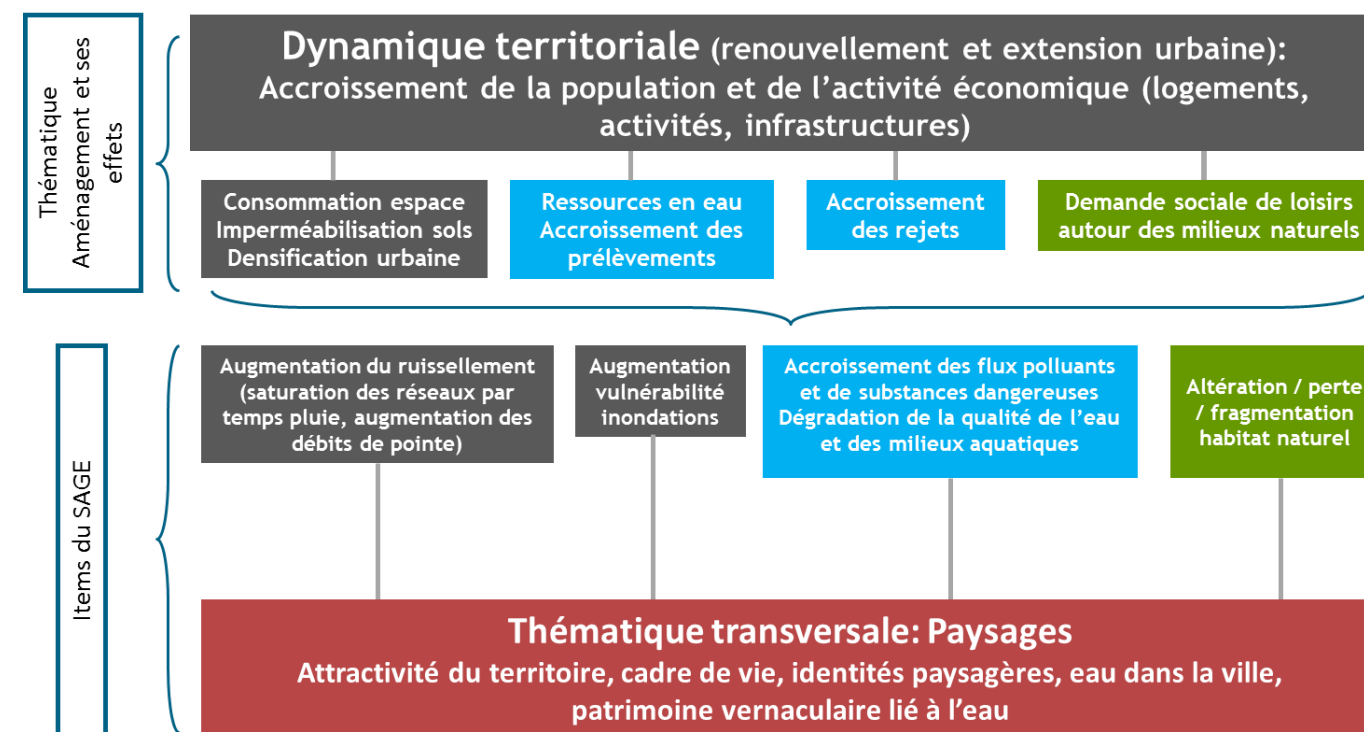 Thématique
Aménagement et ses
effets
Dynamique territoriale (renouvellement et extension urbaine):
Accroissement de la population et de l’activité économique (logements,
activités, infrastructures)
Consommation espace
Imperméabilisation sols
Densification urbaine
Ressources en eau
Accroissement des
prélèvements
Accroissement
des rejets
Demande sociale de loisirs
autour des milieux naturels
Items du SAGE
Augmentation du ruissellement
(saturation des réseaux par
temps pluie, augmentation des
débits de pointe)
Augmentation
vulnérabilité
inondations
Accroissement des flux polluants
et de substances dangereuses
Dégradation de la qualité de l’eau
et des milieux aquatiques
Altération / perte
/ fragmentation
habitat naturel
Thématique transversale: Paysages
Attractivité du territoire, cadre de vie, identités paysagères, eau dans la ville,
patrimoine vernaculaire lié à l’eau